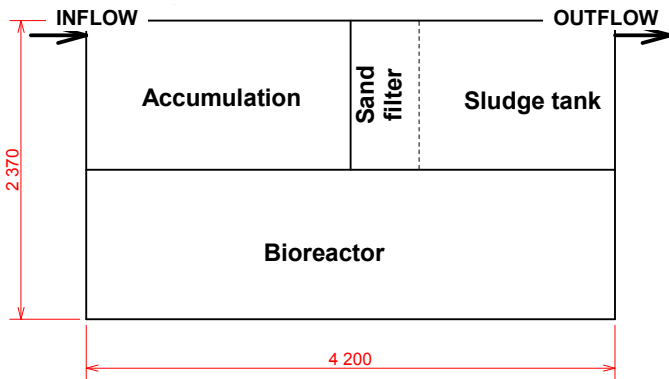 INFLOW
OUTFLOW
Accumulation
Sand
filter
Sludge tank
2 370
Bioreactor
4 200